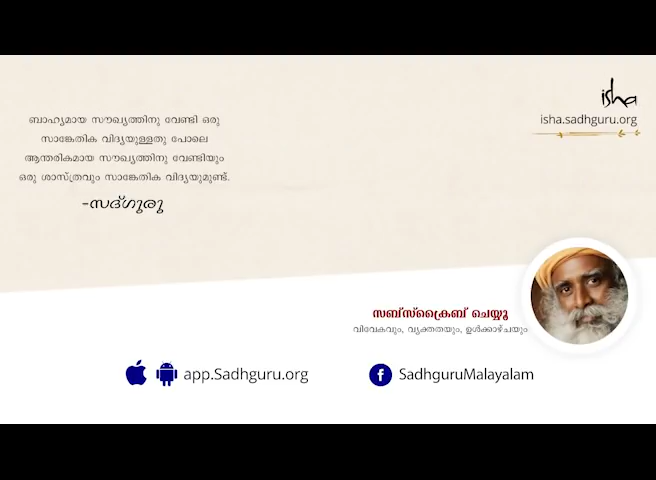 ബാഹ്യമായ സൗഖ്യത്തിനു വേണ്ടി ഒരു
സാങ്കേതിക വിദ്യയുള്ളതു പോലെ
ആന്തരികമായ സൗഖ്യത്തിനു വേണ്ടിയും
ഒരു ശാസ്ത്രവും സാങ്കേതിക വിദ്യയുമുണ്ട്.
-സദ്ഗുരു
isha
isha.sadhguru.org
സബ്സ്ക്രൈബ് ചെയ്യൂ
വിവേകവും, വ്യക്തതയും, ഉൾക്കാഴ്ചയും
app.Sadhguru.org
SadhguruMalayalam